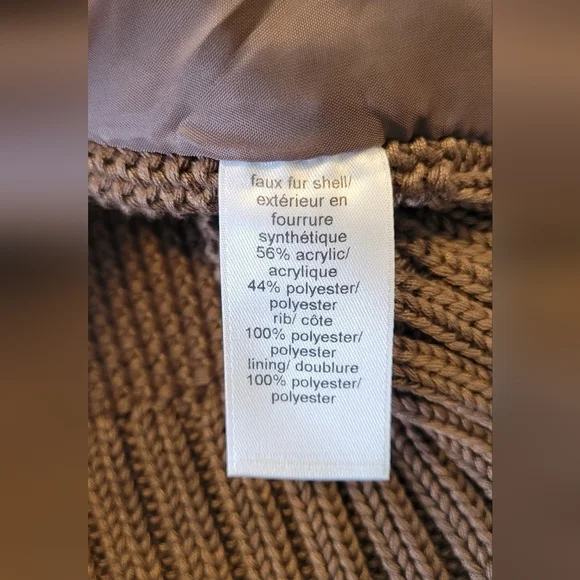 faux fur shell/
extérieur en
fourrure
synthétique
56% acrylic/
acrylique
44% polyester/
polyester
rib/ côte
100% polyester/
polyester
lining/ doublure
100% polyester/
polyester